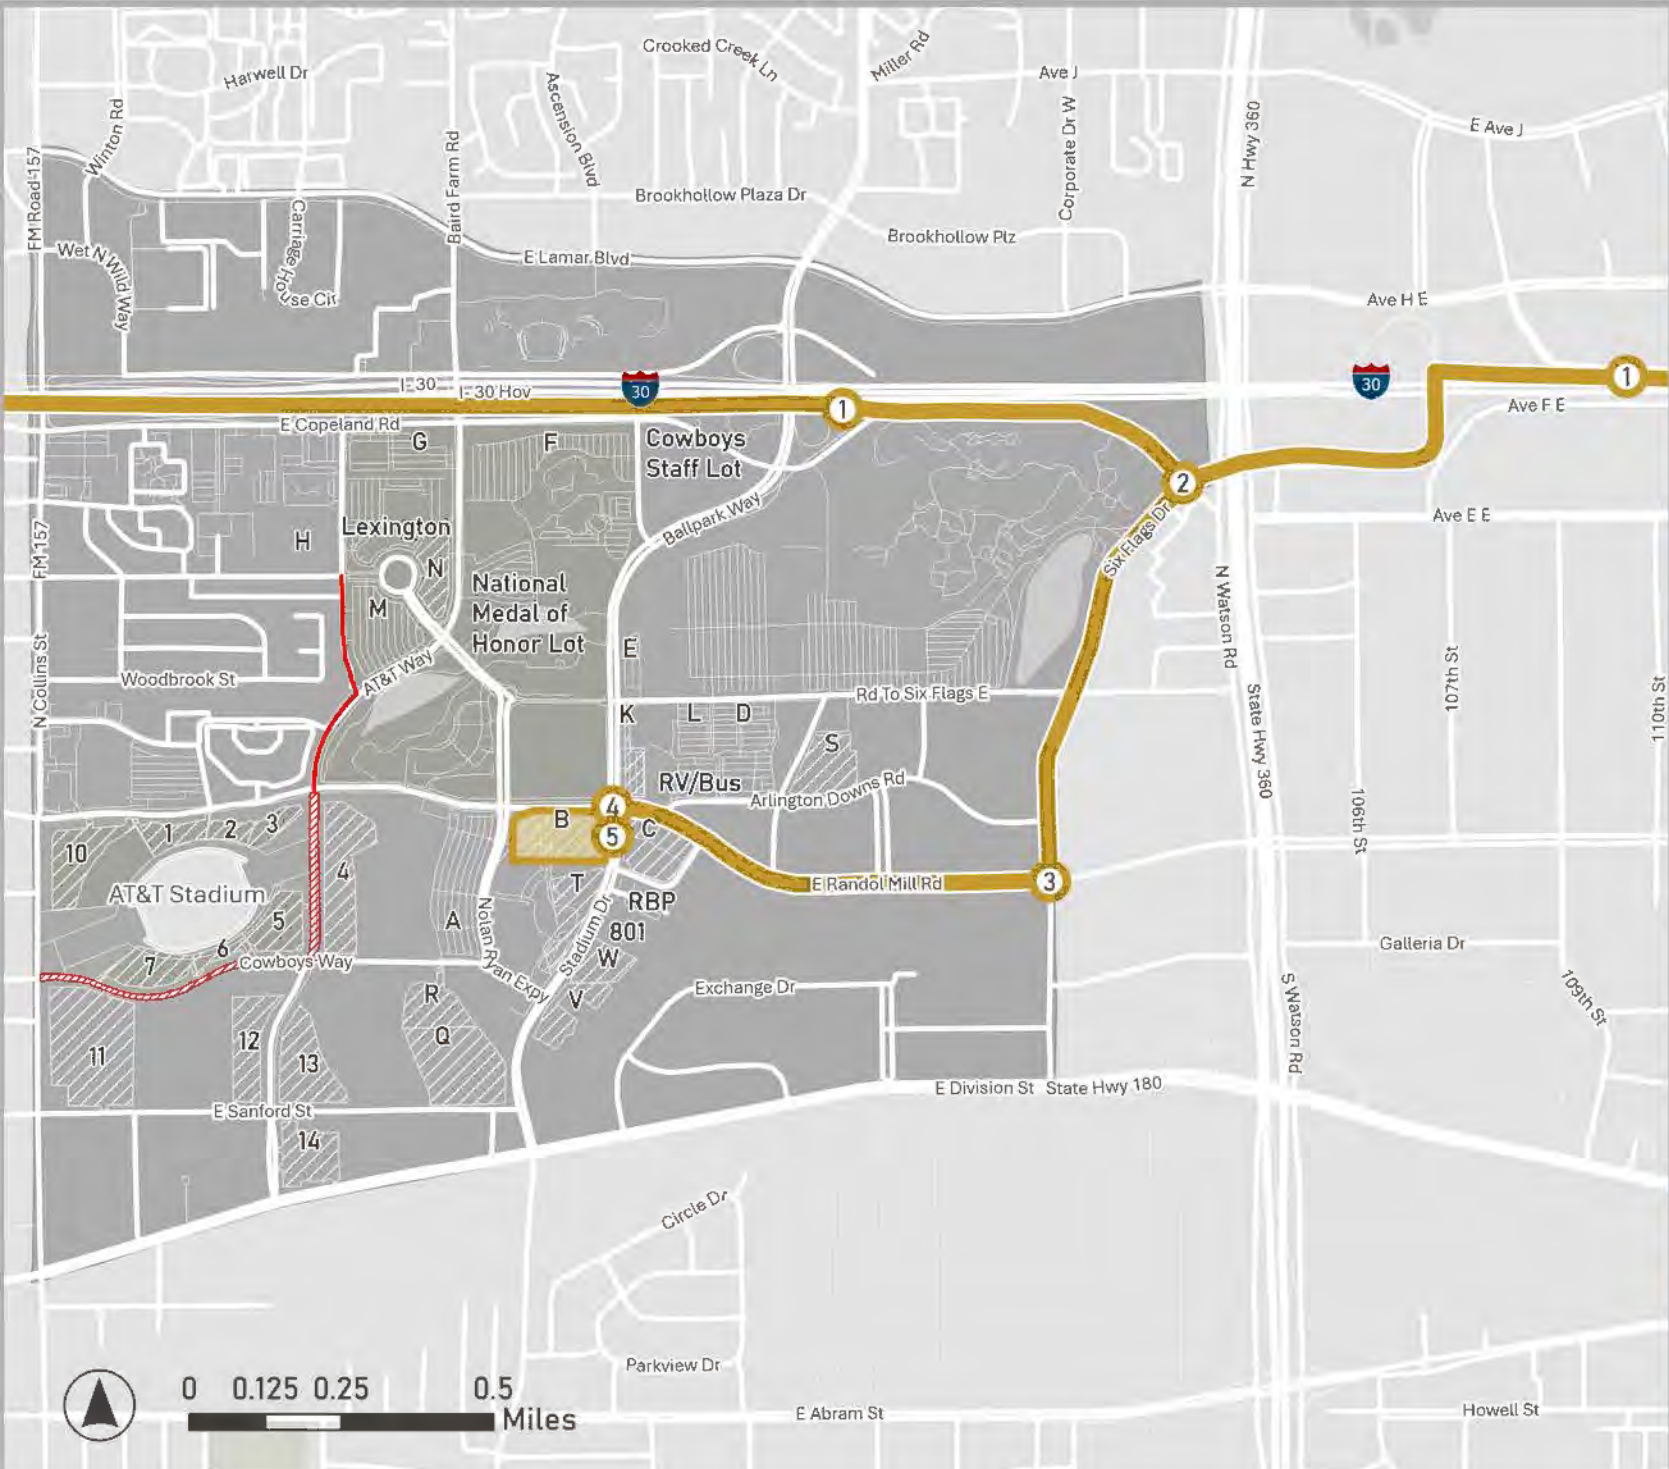 Crooked Creek Ln
Miller Rd
Harwell Dr
Ave J
Winton Rd
Ascension Blvd
Corporate Dr W
N Hwy 360
E Ave J
FM Road-157
Baird Farm Rd
Brookhollow Plaza Dr
Carriage House Cir
Brookhollow Plz
Wet N Wild Way
E Lamar Blvd
Ave H E
I-30
I-30 Hov
30
30
1
1
Ave F E
E Copeland Rd
G
F
Cowboys
Staff Lot
2
Ballpark Way
Lexington
H
N
M
FM 157
National
Medal of
Honor Lot
Ave E E
Six Flags Dr
N Watson Rd
E
N Collins St
Woodbrook St
AT&T Way
Rd To Six Flags E
107th St
110th St
K
L
D
S
State Hwy 360
RV/Bus
Arlington Downs Rd
106th St
4
B
5
C
1
2
3
10
4
AT&T Stadium
5
6
7
T
E Randol Mill Rd
3
RBP
801
A
W
V
Nolan Ryan Expy
Stadium Dr
Cowboys Way
Galleria Dr
R
Q
Exchange Dr
109th St
S Watson Rd
11
12
13
E Sanford St
14
E Division St
State Hwy 180
Circle Dr
Parkview Dr
0
0.125
0.25
0.5
Miles
E Abram St
Howell St